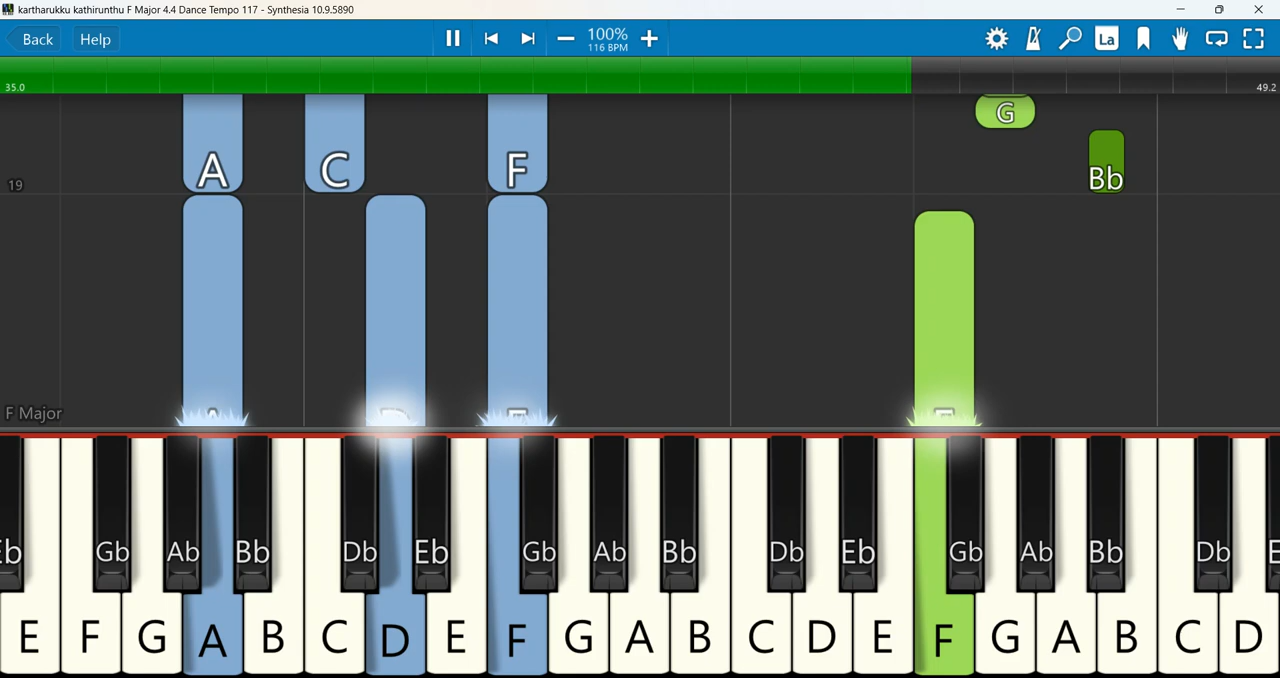 kartharukku kathirunthu F Major 4.4 Dance Tempo 117 - Synthesia 10.9.5890
Back Help 100% La
116 BPM
35.0 49.2
G
A C F Bb
19
F Major
Gb Ab Bb Db Eb Gb Ab Bb Db Eb Gb Ab Bb Db
E F G A B C D E F G A B C D E F G A B C D